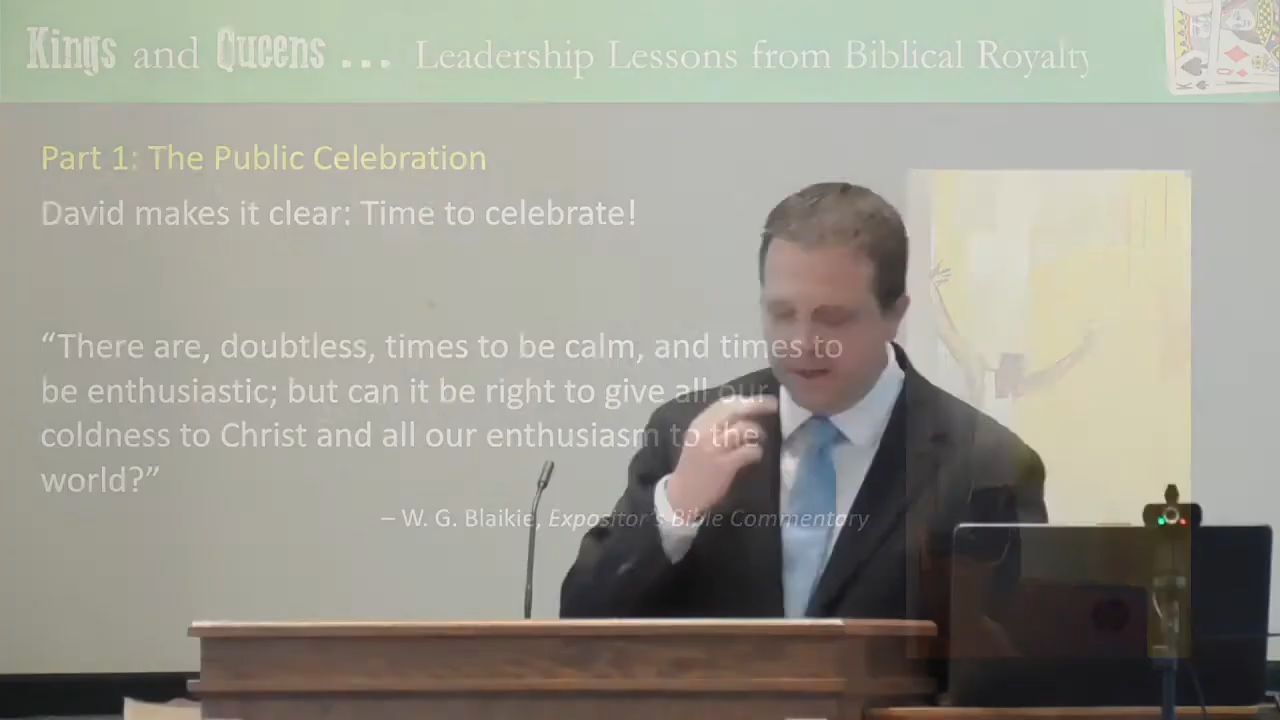 Kings and Queens ... Leadership Lessons from Biblical Royalty
Part 1: The Public Celebration
David makes it clear: Time to celebrate!
“There are, doubtless, times to be calm, and times to
be enthusiastic; but can it be right to give all our
coldness to Christ and all our enthusiasm to the
world?”
– W. G. Blaikie, Expositor's Bible Commentary
K